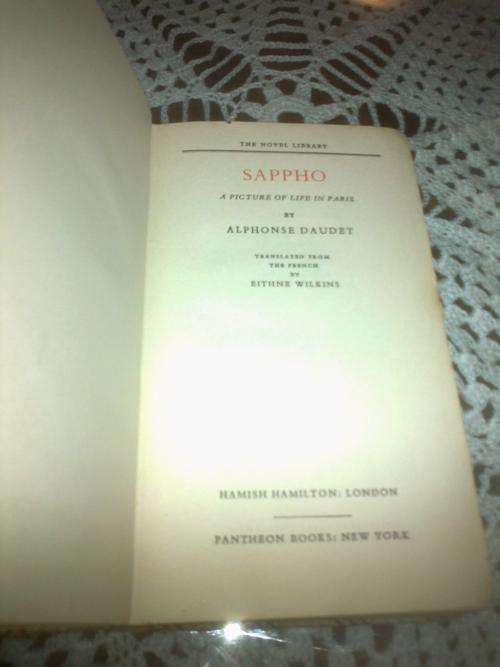 THE NOVEL LIBRARY
SAPPHO
A PICTURE OF LIFE IN PARIS
BY
ALPHONSE DAUDET
TRANSLATED FROM
THE FRENCH
BY
EITHNE WILKINS
HAMISH HAMILTON: LONDON
PANTHEON BOOKS: NEW YORK